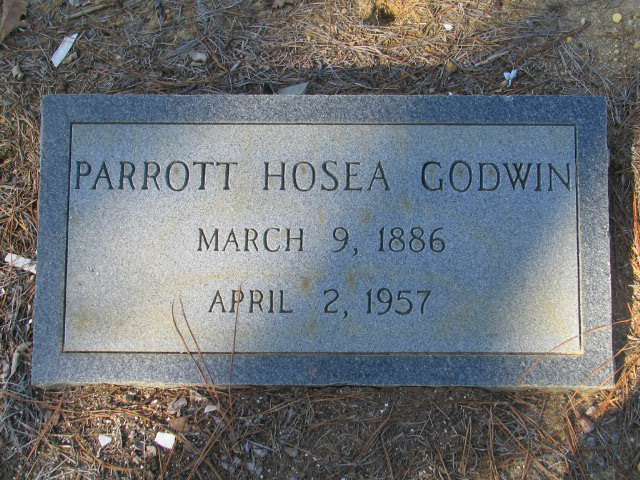 PARROTT HOSEA GODWIN
MARCH 9, 1886
APRIL 2, 1957